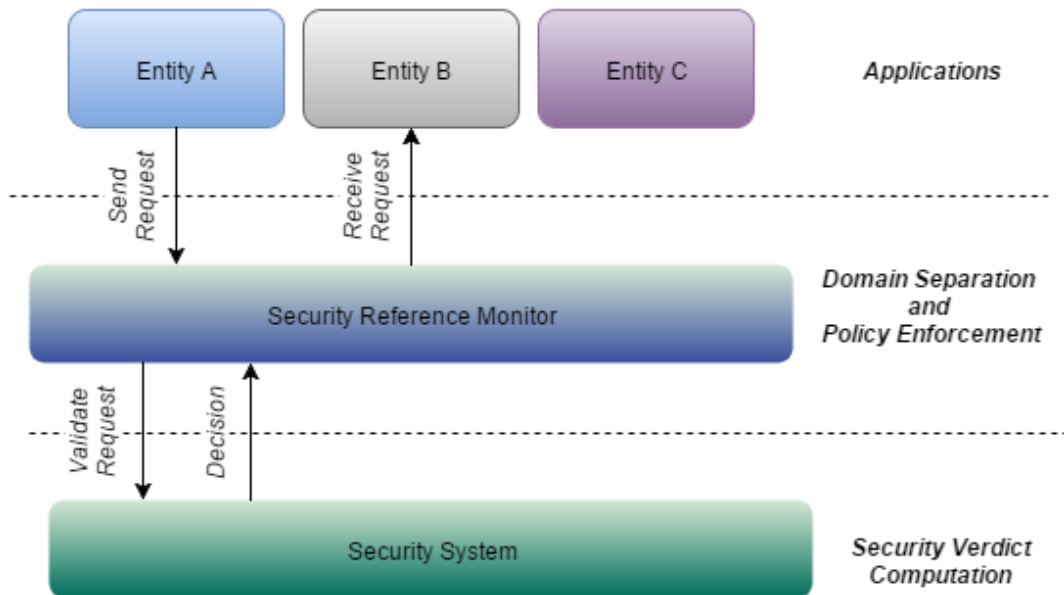 Entity A
Entity B
Entity C
Applications
Send
Request
Receive
Request
Domain Separation
and
Policy Enforcement
Security Reference Monitor
Validate
Request
Decision
Security System
Security Verdict
Computation